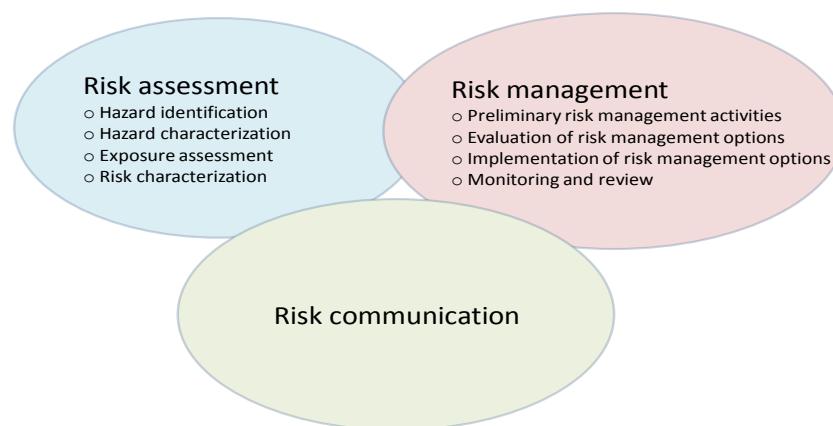 Risk assessment
o Hazard identification
o Hazard characterization
o Exposure assessment
o Risk characterization
Risk management
o Preliminary risk management activities
o Evaluation of risk management options
o Implementation of risk management options
o Monitoring and review
Risk communication